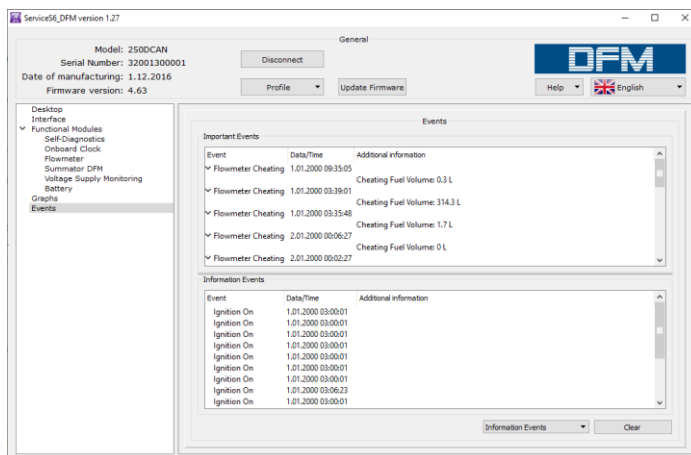 ServiceS6_DFM version 1.27
General
Model: 250DCAN
Serial Number: 32001300001
Date of manufacturing: 1.12.2016
Firmware version: 4.63
Disconnect
Profile
Update Firmware
DFM
Help
English
Desktop
Interface
Functional Modules
Self-Diagnostics
Onboard Clock
Flowmeter
Summator DFM
Voltage Supply Monitoring
Battery
Graphs
Events
Events
Important Events
Event Data/Time Additional information
Flowmeter Cheating 1.01.2000 09:35:05
Cheating Fuel Volume: 0.3 L
Flowmeter Cheating 1.01.2000 03:39:01
Cheating Fuel Volume: 314.3 L
Flowmeter Cheating 1.01.2000 03:35:48
Cheating Fuel Volume: 1.7 L
Flowmeter Cheating 2.01.2000 00:06:27
Cheating Fuel Volume: 0 L
Flowmeter Cheating 2.01.2000 00:02:27
Information Events
Event Data/Time Additional information
Ignition On 1.01.2000 03:00:01
Ignition On 1.01.2000 03:00:01
Ignition On 1.01.2000 03:00:01
Ignition On 1.01.2000 03:00:01
Ignition On 1.01.2000 03:00:01
Ignition On 1.01.2000 03:00:01
Ignition On 1.01.2000 03:00:01
Ignition On 1.01.2000 03:06:23
Ignition On 1.01.2000 03:00:01
Information Events
Clear